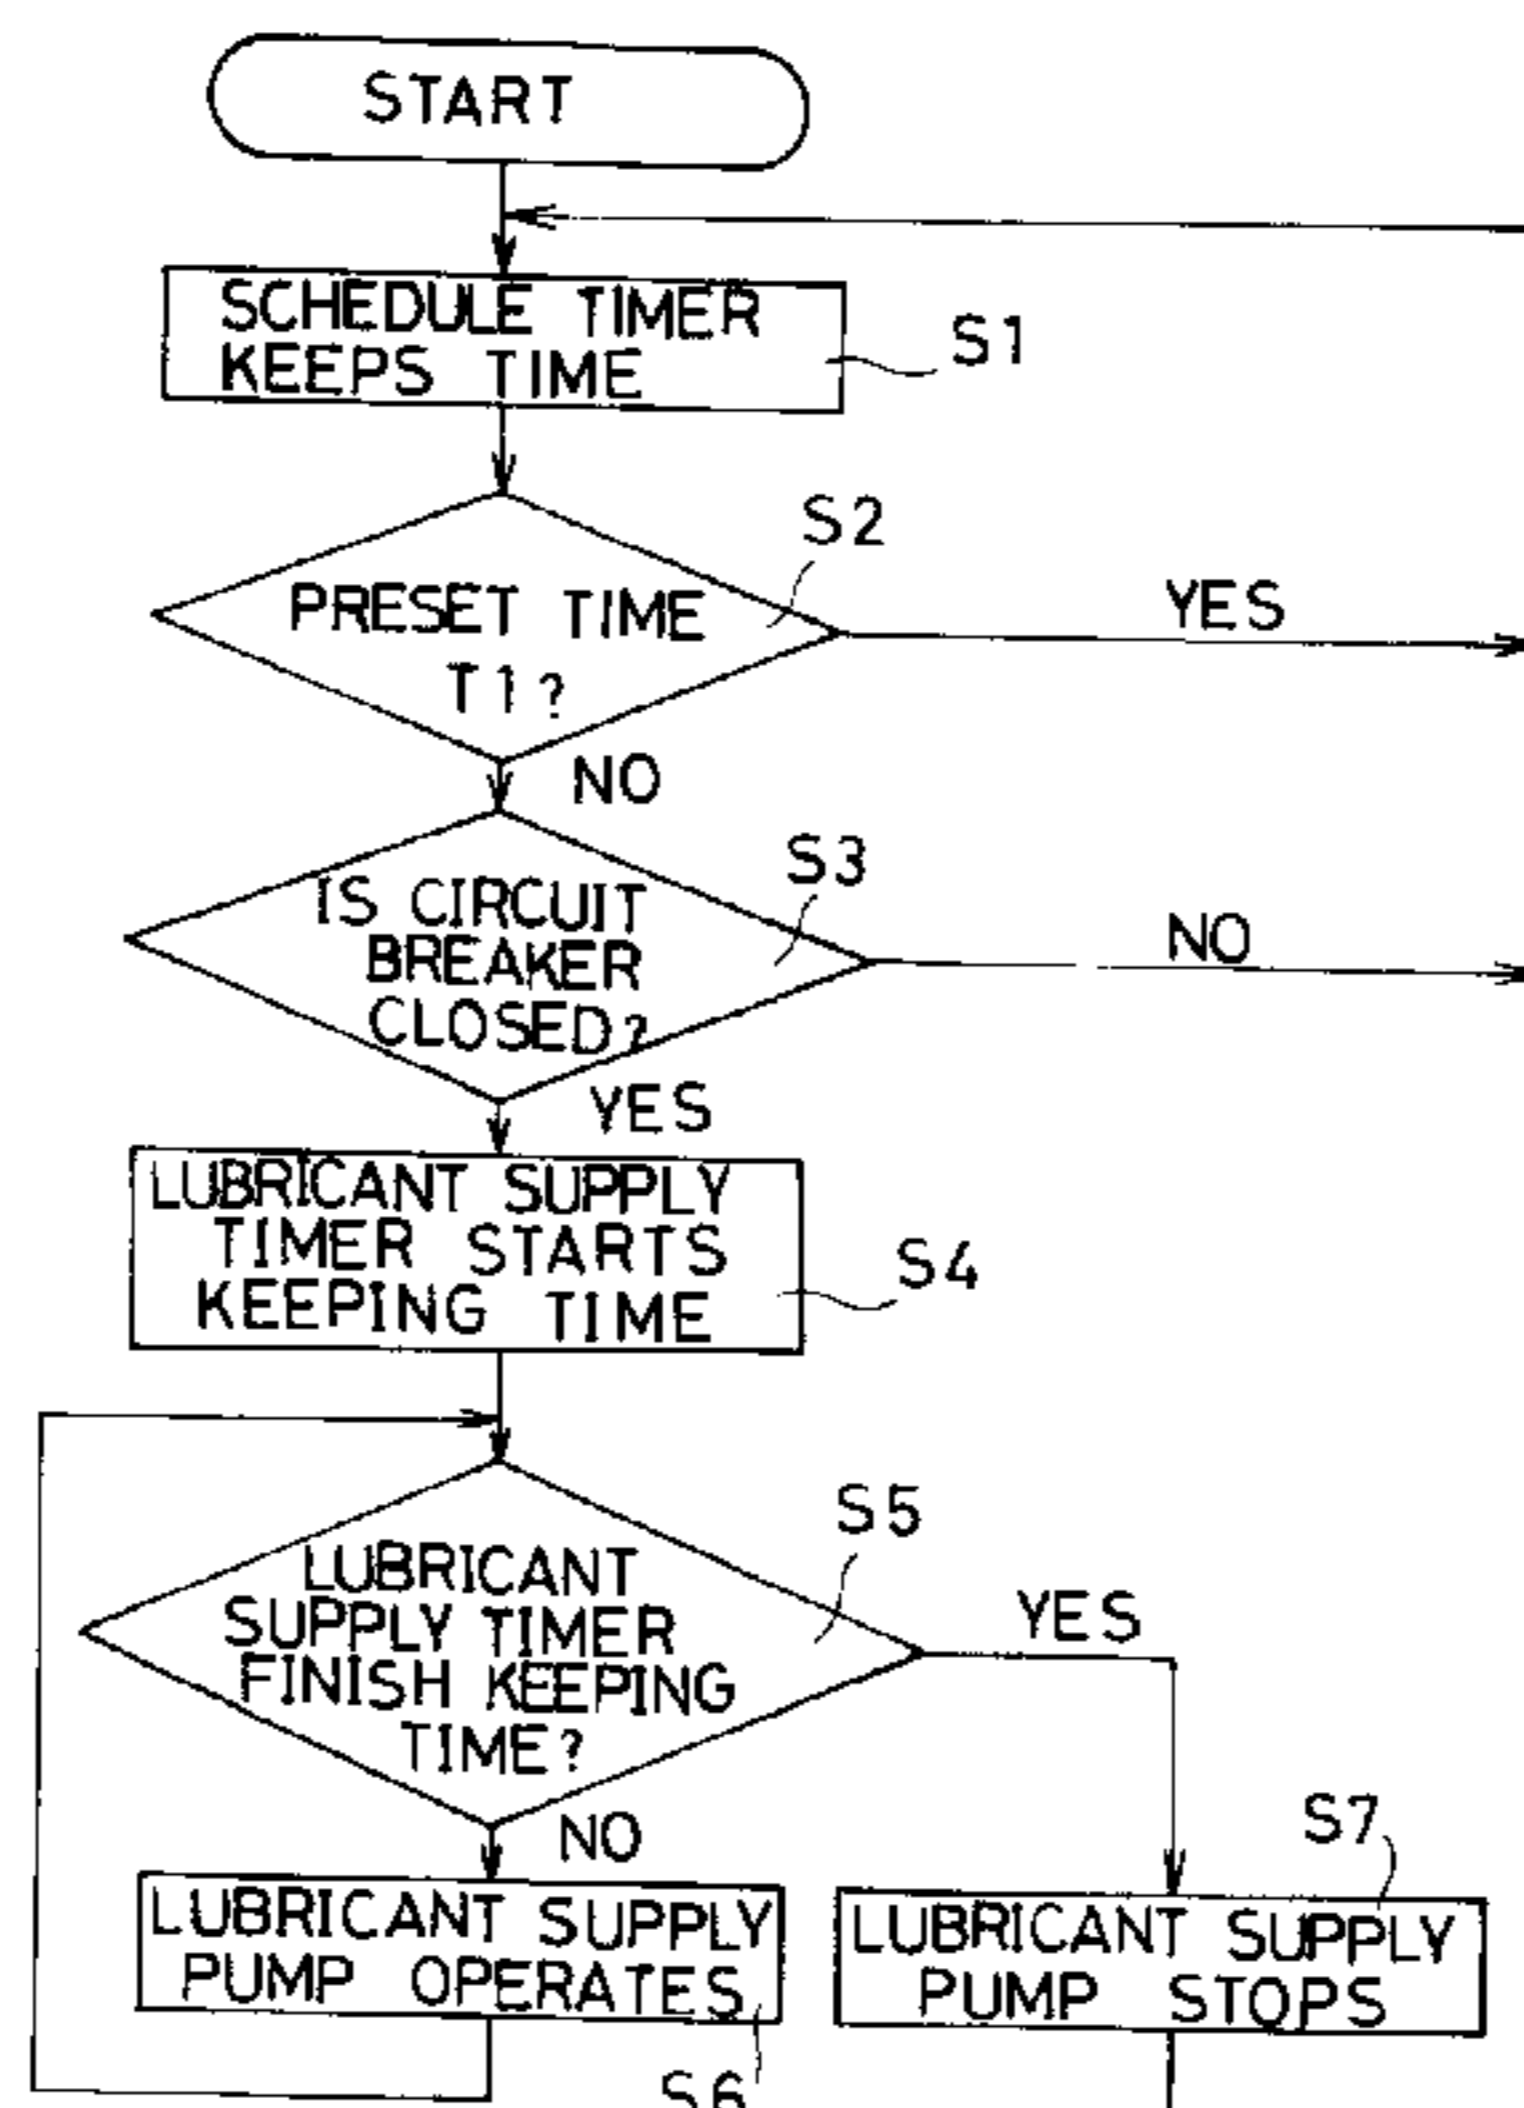 START
SCHEDULE TIMER
KEEPS TIME
S1
S2
PRESET TIME
T1?
YES
NO
S3
IS CIRCUIT
BREAKER
CLOSED?
NO
YES
LUBRICANT SUPPLY
TIMER STARTS
KEEPING TIME
S4
S5
LUBRICANT
SUPPLY TIMER
FINISH KEEPING
TIME?
YES
NO
S7
LUBRICANT SUPPLY
PUMP OPERATES
LUBRICANT SUPPLY
PUMP STOPS
S6